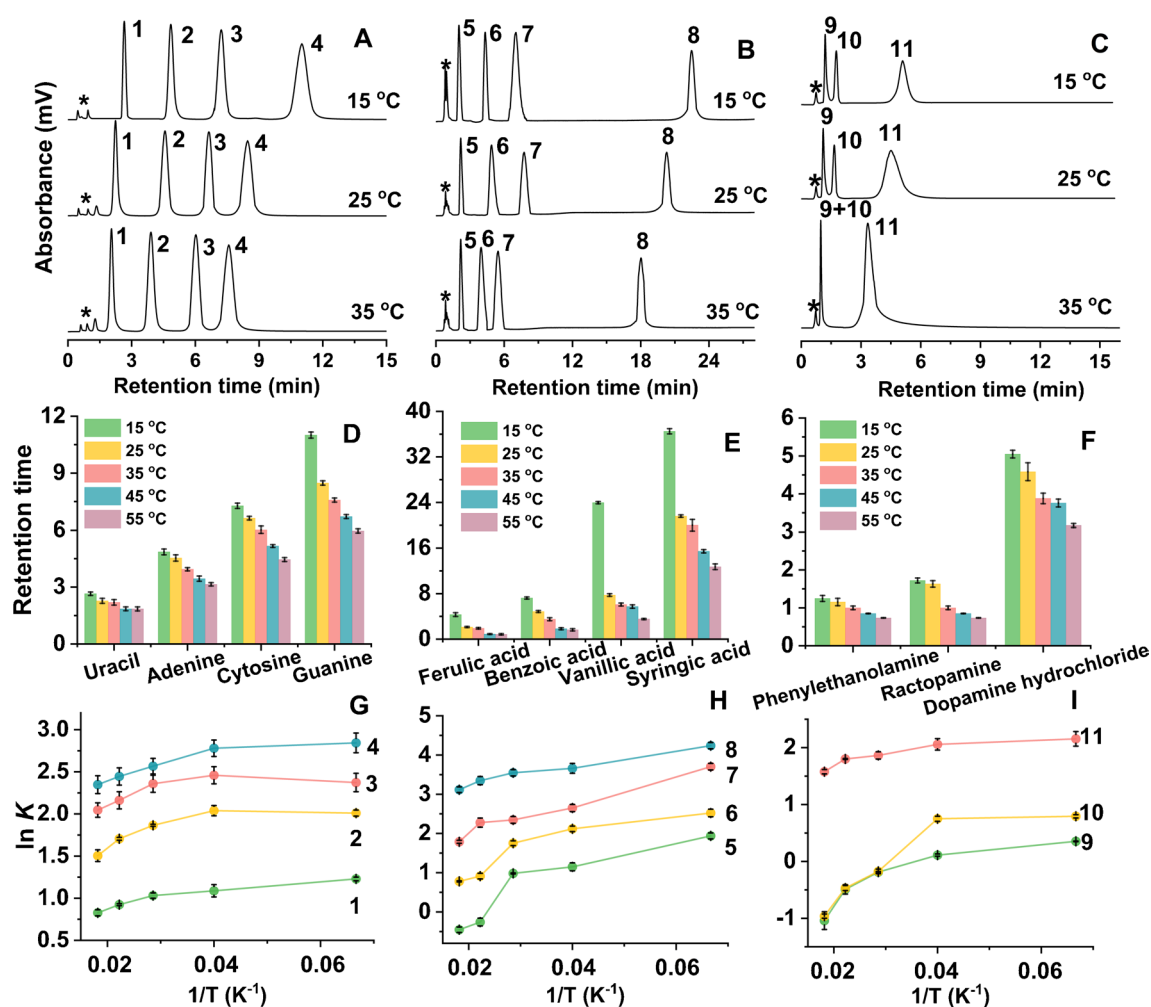 A
1 2 3 4
* 15 °C
1 2 3 4
* 25 °C
1 2 3 4
* 35 °C
Absorbance (mV)
0 3 6 9 12 15
Retention time (min)
B
5 6 7 8
* 15 °C
5 6 7 8
* 25 °C
5 6 7 8
* 35 °C
0 6 12 18 24
Retention time (min)
C
9 10 11
* 15 °C
9 10 11
* 25 °C
9+10 11
* 35 °C
0 3 6 9 12 15
Retention time (min)
D
15 °C
25 °C
35 °C
45 °C
55 °C
12
9
6
3
0
Retention time
Uracil Adenine Cytosine Guanine
E
15 °C
25 °C
35 °C
45 °C
55 °C
40
32
24
16
8
0
Ferulic acid Benzoic acid Vanillic acid Syringic acid
F
15 °C
25 °C
35 °C
45 °C
55 °C
6
5
4
3
2
1
0
Phenylethanolamine Ractopamine Dopamine hydrochloride
G
4
3
2
1
3.0
2.5
2.0
1.5
1.0
0.5
ln K
0.02 0.04 0.06
1/T (K⁻¹)
H
8
7
6
5
5
4
3
2
1
0
0.02 0.04 0.06
1/T (K⁻¹)
I
11
10
9
2
1
0
-1
0.02 0.04 0.06
1/T (K⁻¹)